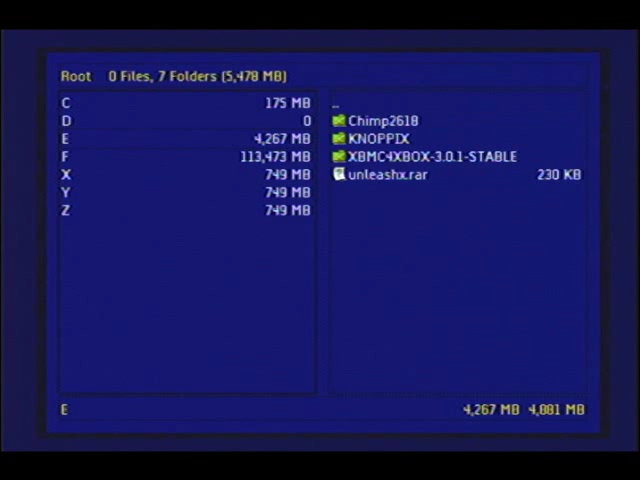 Root 0 Files, 7 Folders (5,478 MB)
C 175 MB
D 0
E 4,267 MB
F 113,473 MB
X 749 MB
Y 749 MB
Z 749 MB
..
Chimp2618
KNOPPIX
XBMC4XBOX-3.0.1-STABLE
unleashx.rar 230 KB
E 4,267 MB 4,881 MB